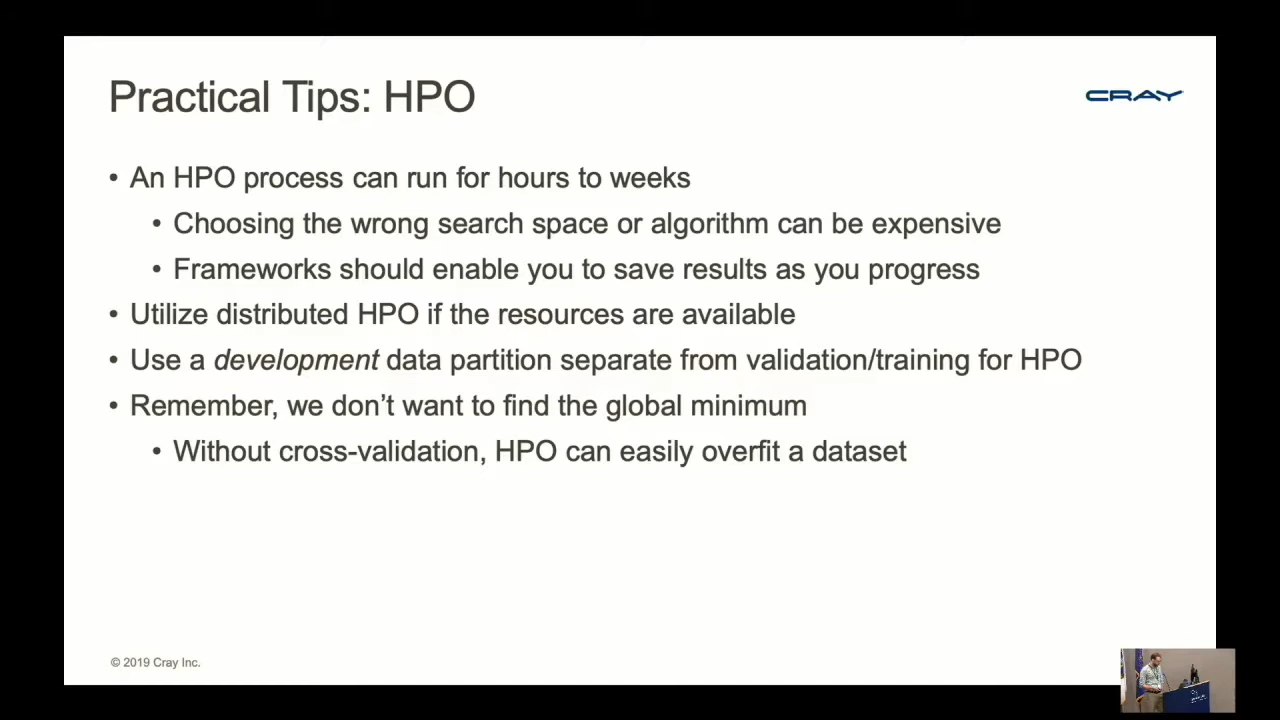 Practical Tips: HPO
CRAY
• An HPO process can run for hours to weeks
• Choosing the wrong search space or algorithm can be expensive
• Frameworks should enable you to save results as you progress
• Utilize distributed HPO if the resources are available
• Use a development data partition separate from validation/training for HPO
• Remember, we don’t want to find the global minimum
• Without cross-validation, HPO can easily overfit a dataset
© 2019 Cray Inc.